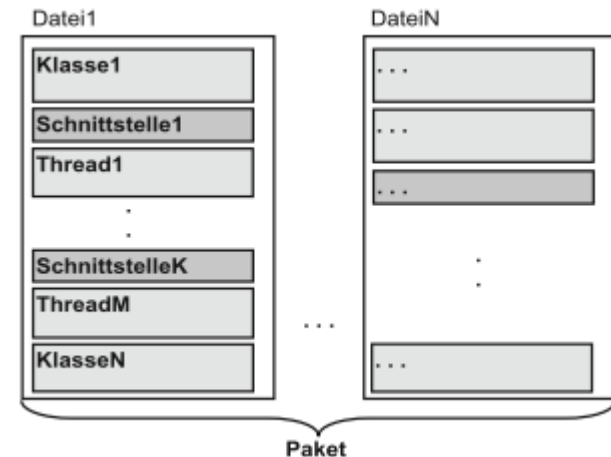 Datei1
Klasse1
Schnittstelle1
Thread1
.
.
SchnittstelleK
ThreadM
KlasseN
. . .
DateiN
. . .
. . .
. . .
.
.
. . .
Paket